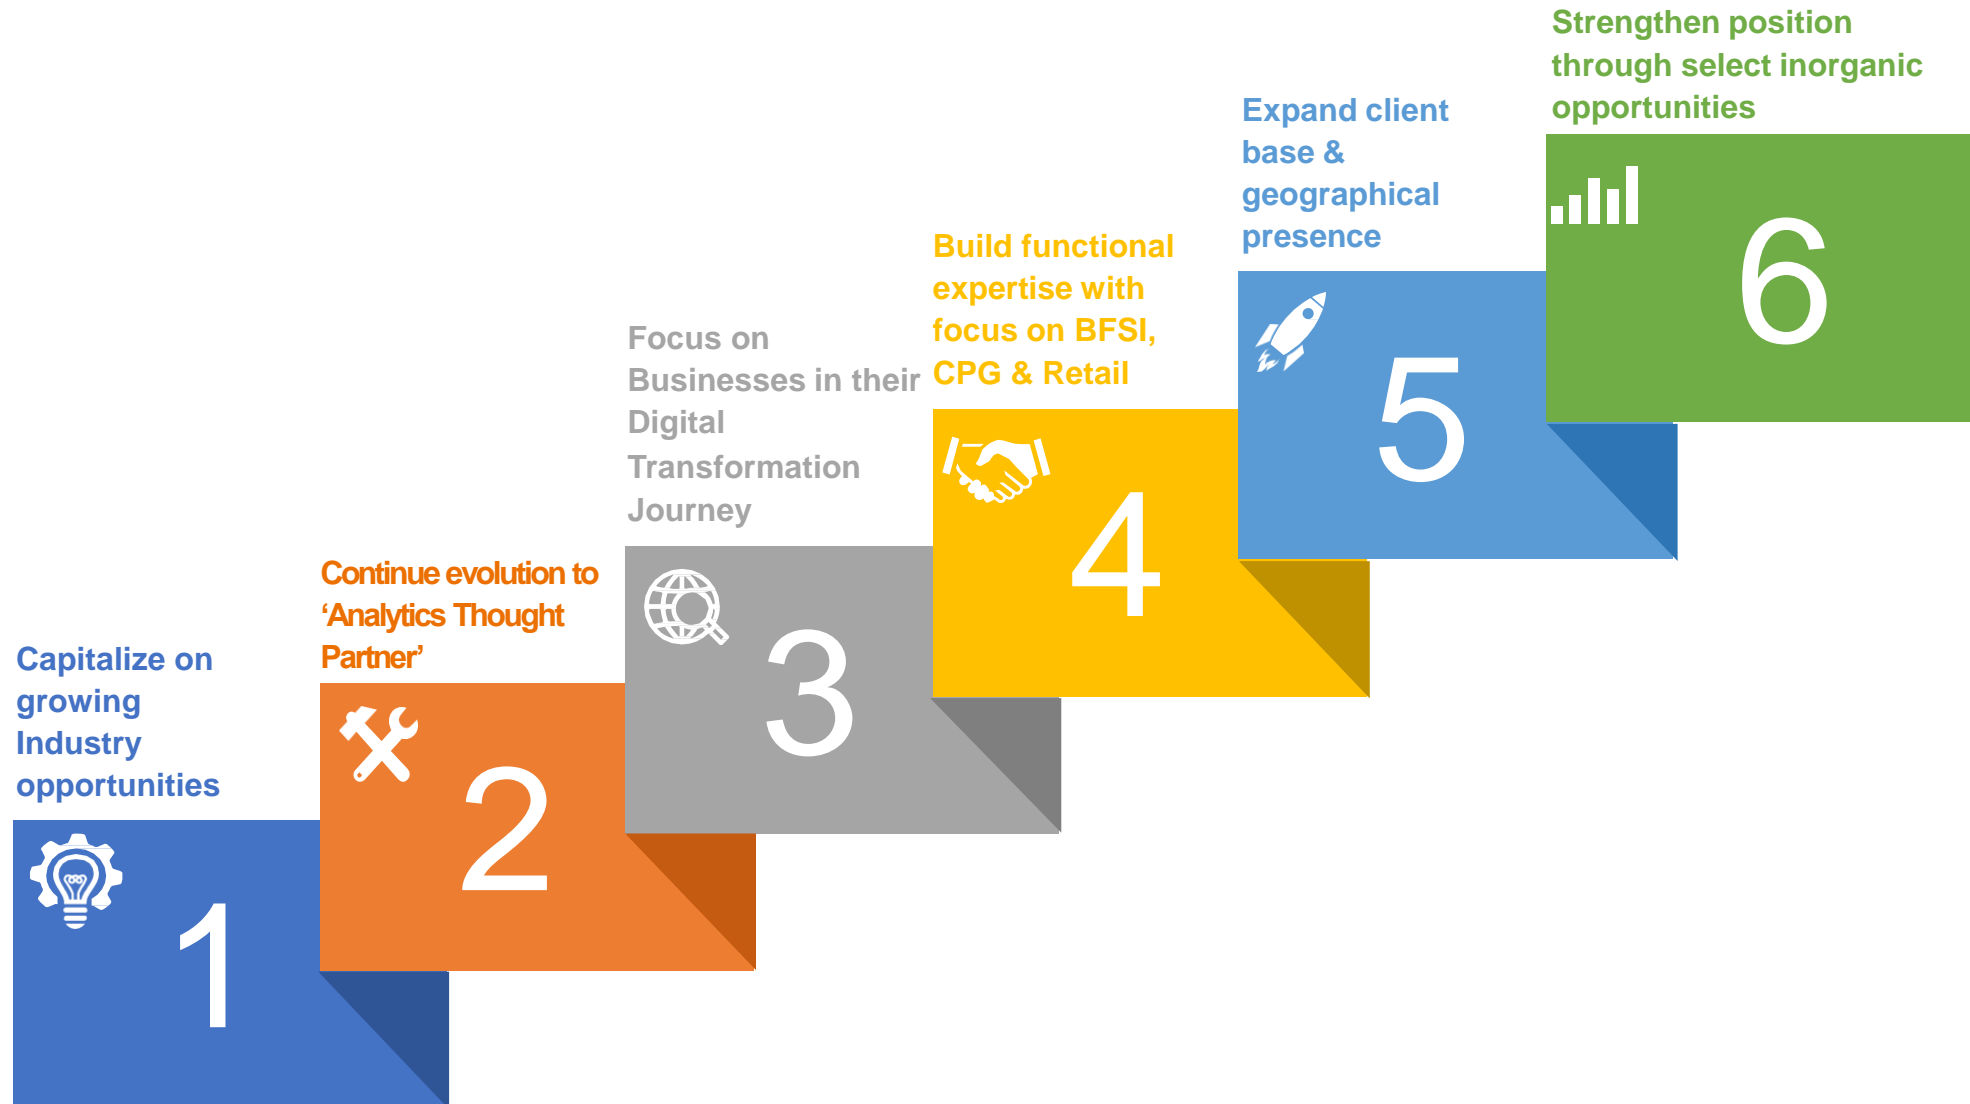 Capitalize on
growing
Industry
opportunities
1
Continue evolution to
‘Analytics Thought
Partner’
2
Focus on
Businesses in their
Digital
Transformation
Journey
3
Build functional
expertise with
focus on BFSI,
CPG & Retail
4
Expand client
base &
geographical
presence
5
Strengthen position
through select inorganic
opportunities
6